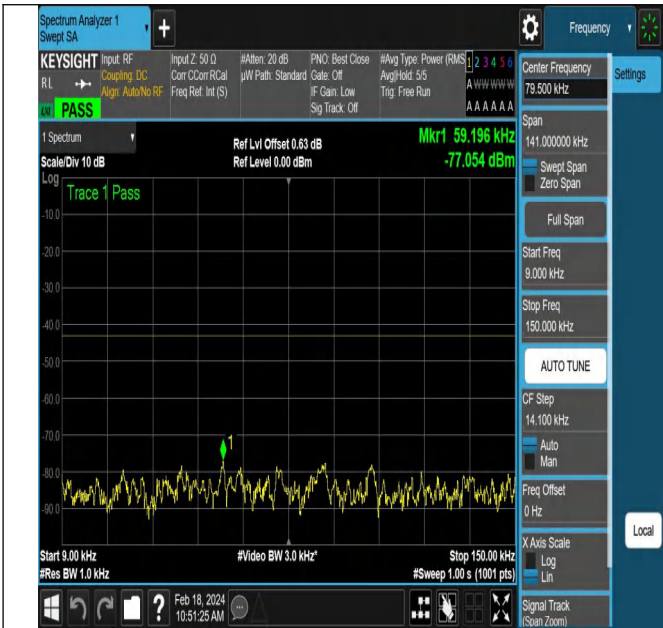 Spectrum Analyzer 1
Swept SA
+
Frequency
KEYSIGHT
RL
PASS
Input: RF
Coupling: DC
Align: Auto/No RF
Input Z: 50 Ω
Corr CCorr RCal
Freq Ref: Int (S)
#Atten: 20 dB
µW Path: Standard
PNO: Best Close
Gate: Off
IF Gain: Low
Sig Track: Off
#Avg Type: Power (RMS
Avg|Hold: 5/5
Trig: Free Run
1 2 3 4 5 6
A W W W W W
A A A A A A
1 Spectrum
Scale/Div 10 dB
Log
Ref Lvl Offset 0.63 dB
Ref Level 0.00 dBm
Mkr1 59.196 kHz
-77.054 dBm
Trace 1 Pass
-10.0
-20.0
-30.0
-40.0
-50.0
-60.0
-70.0
-80.0
-90.0
1
Start 9.00 kHz
#Res BW 1.0 kHz
#Video BW 3.0 kHz*
Stop 150.00 kHz
#Sweep 1.00 s (1001 pts)
?
Feb 18, 2024
10:51:25 AM
Center Frequency
79.500 kHz
Settings
Span
141.000000 kHz
Swept Span
Zero Span
Full Span
Start Freq
9.000 kHz
Stop Freq
150.000 kHz
AUTO TUNE
CF Step
14.100 kHz
Auto
Man
Freq Offset
0 Hz
Local
X Axis Scale
Log
Lin
Signal Track
(Span Zoom)